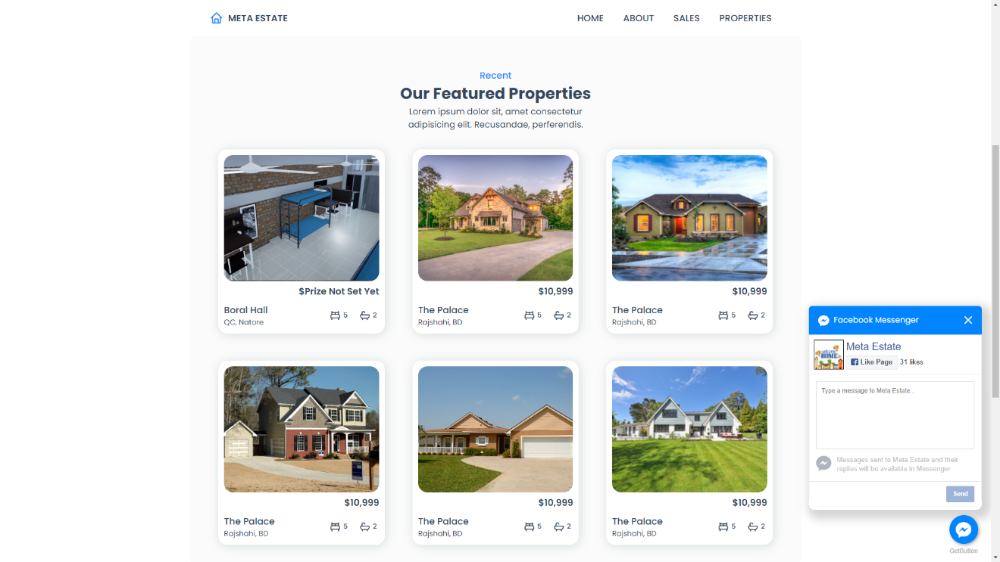 META ESTATE
HOME ABOUT SALES PROPERTIES
Recent
Our Featured Properties
Lorem ipsum dolor sit, amet consectetur
adipisicing elit. Recusandae, perferendis.
$Prize Not Set Yet
Boral Hall
QC, Natore
5 2
$10,999
The Palace
Rajshahi, BD
5 2
$10,999
The Palace
Rajshahi, BD
5 2
$10,999
The Palace
Rajshahi, BD
5 2
$10,999
The Palace
Rajshahi, BD
5 2
$10,999
The Palace
Rajshahi, BD
5 2
Facebook Messenger
HOME
Meta Estate
Like Page 31 likes
Type a message to Meta Estate...
Messages sent to Meta Estate and their
replies will be available in Messenger
Send
GetButton